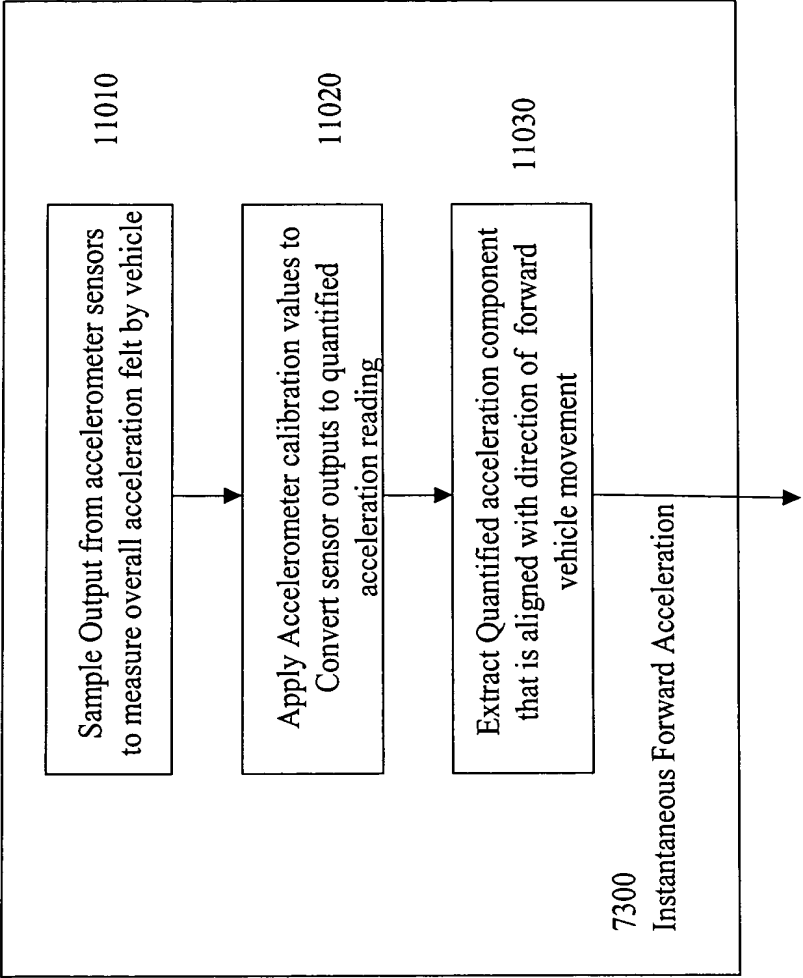 11010
Sample Output from accelerometer sensors
to measure overall acceleration felt by vehicle
11020
Apply Accelerometer calibration values to
Convert sensor outputs to quantified
acceleration reading
11030
Extract Quantified acceleration component
that is aligned with direction of forward
vehicle movement
7300
Instantaneous Forward Acceleration